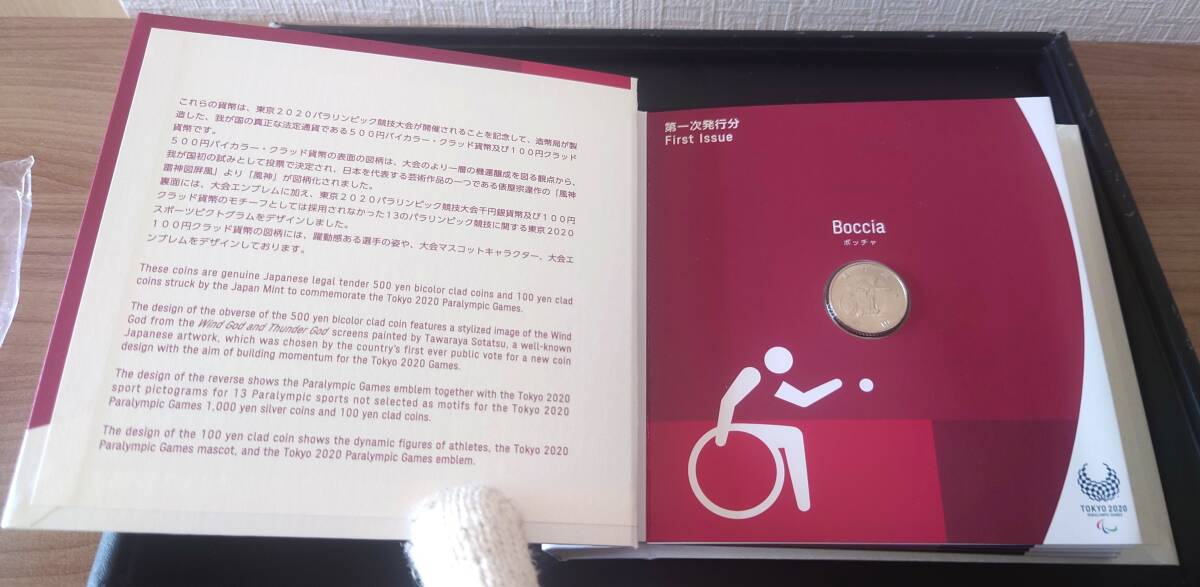 これらの貨幣は、東京2020パラリンピック競技大会が開催されることを記念して、造幣局が製
造した、我が国の真正な法定通貨である500円バイカラー・クラッド貨幣及び100円クラッド
貨幣です。
500円バイカラー・クラッド貨幣の表面の図柄は、大会のより一層の機運醸成を図る観点から、
我が国初の試みとして投票で決定され、日本を代表する芸術作品の一つである俵屋宗達作の「風神
雷神図屏風」より「風神」が図柄化されました。
裏面には、大会エンブレムに加え、東京2020パラリンピック競技大会千円銀貨幣及び100円
クラッド貨幣のモチーフとしては採用されなかった13のパラリンピック競技に関する東京2020
スポーツピクトグラムをデザインしました。
100円クラッド貨幣の図柄には、躍動感ある選手の姿や、大会マスコットキャラクター、大会エ
ンブレムをデザインしております。
These coins are genuine Japanese legal tender 500 yen bicolor clad coins and 100 yen clad
coins struck by the Japan Mint to commemorate the Tokyo 2020 Paralympic Games.
The design of the obverse of the 500 yen bicolor clad coin features a stylized image of the Wind
God from the Wind God and Thunder God screens painted by Tawaraya Sotatsu, a well-known
Japanese artwork, which was chosen by the country's first ever public vote for a new coin
design with the aim of building momentum for the Tokyo 2020 Games.
The design of the reverse shows the Paralympic Games emblem together with the Tokyo 2020
sport pictograms for 13 Paralympic sports not selected as motifs for the Tokyo 2020
Paralympic Games 1,000 yen silver coins and 100 yen clad coins.
The design of the 100 yen clad coin shows the dynamic figures of athletes, the Tokyo 2020
Paralympic Games mascot, and the Tokyo 2020 Paralympic Games emblem.
第一次発行分
First Issue
Boccia
ボッチャ
TOKYO 2020
PARALYMPIC GAMES